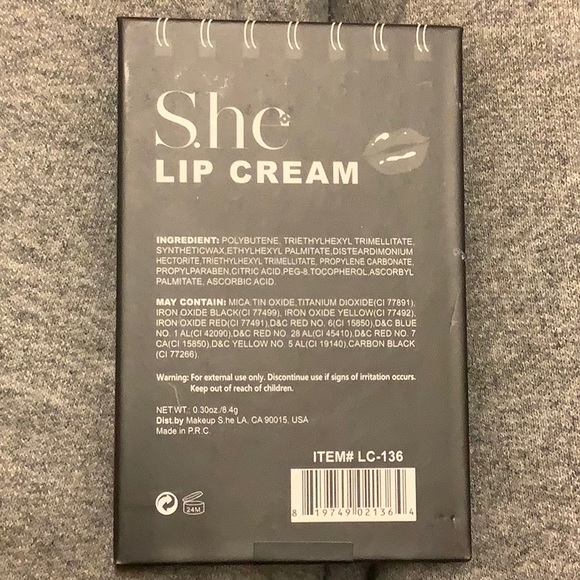 S.he
LIP CREAM
INGREDIENT: POLYBUTENE, TRIETHYLHEXYL TRIMELLITATE,
SYNTHETICWAX,ETHYLHEXYL PALMITATE,DISTEARDIMONIUM
HECTORITE,TRIETHYLHEXYL TRIMELLITATE, PROPYLENE CARBONATE,
PROPYLPARABEN,CITRIC ACID,PEG-8,TOCOPHEROL,ASCORBYL
PALMITATE, ASCORBIC ACID.
MAY CONTAIN: MICA,TIN OXIDE,TITANIUM DIOXIDE(CI 77891),
IRON OXIDE BLACK(CI 77499), IRON OXIDE YELLOW(CI 77492),
IRON OXIDE RED(CI 77491),D&C RED NO. 6(CI 15850),D&C BLUE
NO. 1 AL(CI 42090),D&C RED NO. 28 AL(CI 45410),D&C RED NO. 7
CA(CI 15850),D&C YELLOW NO. 5 AL(CI 19140),CARBON BLACK
(CI 77266).
Warning: For external use only. Discontinue use if signs of irritation occurs.
Keep out of reach of children.
NET WT.: 0.30oz./8.4g
Dist.by Makeup S.he LA, CA 90015, USA
Made in P.R.C.
ITEM# LC-136
24M
8 19749 02136 4